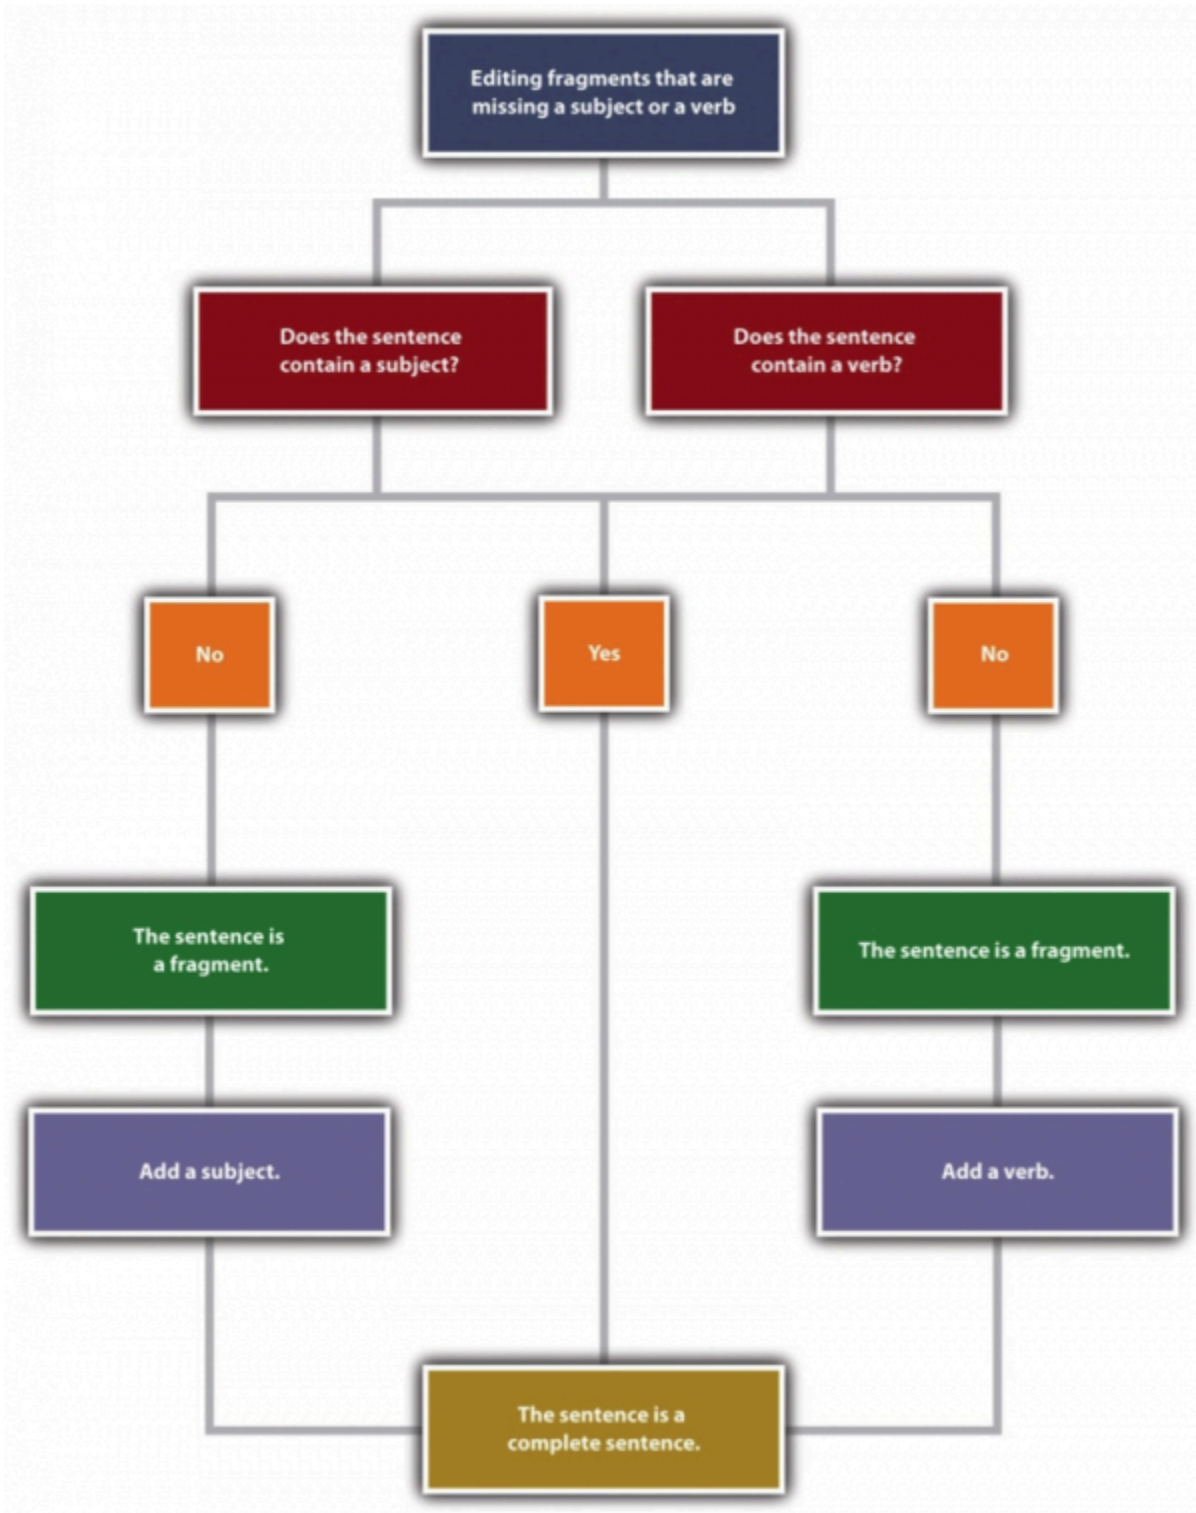 Editing fragments that are
missing a subject or a verb
Does the sentence
contain a subject?
Does the sentence
contain a verb?
No
Yes
No
The sentence is
a fragment.
The sentence is a fragment.
Add a subject.
Add a verb.
The sentence is a
complete sentence.